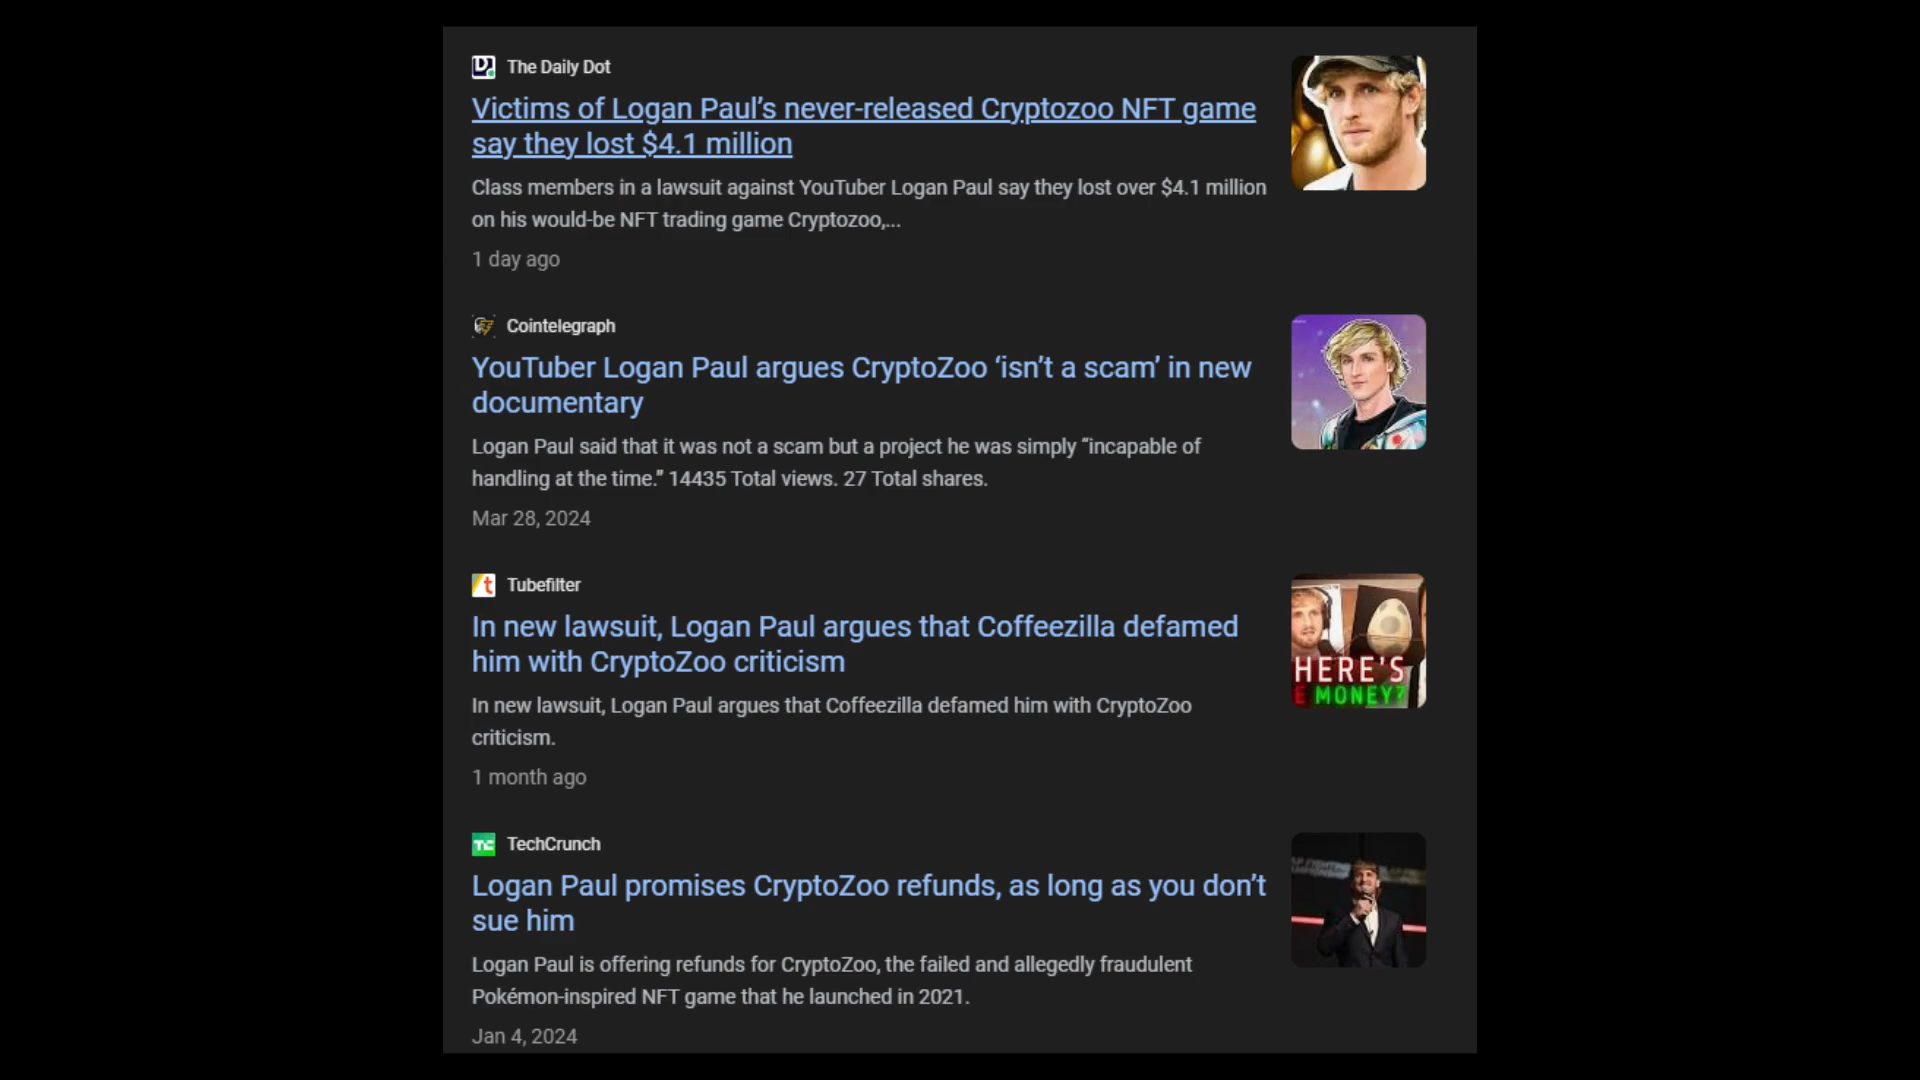 The Daily Dot
Victims of Logan Paul’s never-released Cryptozoo NFT game
say they lost $4.1 million
Class members in a lawsuit against YouTuber Logan Paul say they lost over $4.1 million
on his would-be NFT trading game Cryptozoo,...
1 day ago
Cointelegraph
YouTuber Logan Paul argues CryptoZoo ‘isn’t a scam’ in new
documentary
Logan Paul said that it was not a scam but a project he was simply “incapable of
handling at the time.” 14435 Total views. 27 Total shares.
Mar 28, 2024
Tubefilter
In new lawsuit, Logan Paul argues that Coffeezilla defamed
him with CryptoZoo criticism
In new lawsuit, Logan Paul argues that Coffeezilla defamed him with CryptoZoo
criticism.
1 month ago
HERE'S
E MONEY?
TechCrunch
Logan Paul promises CryptoZoo refunds, as long as you don’t
sue him
Logan Paul is offering refunds for CryptoZoo, the failed and allegedly fraudulent
Pokémon-inspired NFT game that he launched in 2021.
Jan 4, 2024